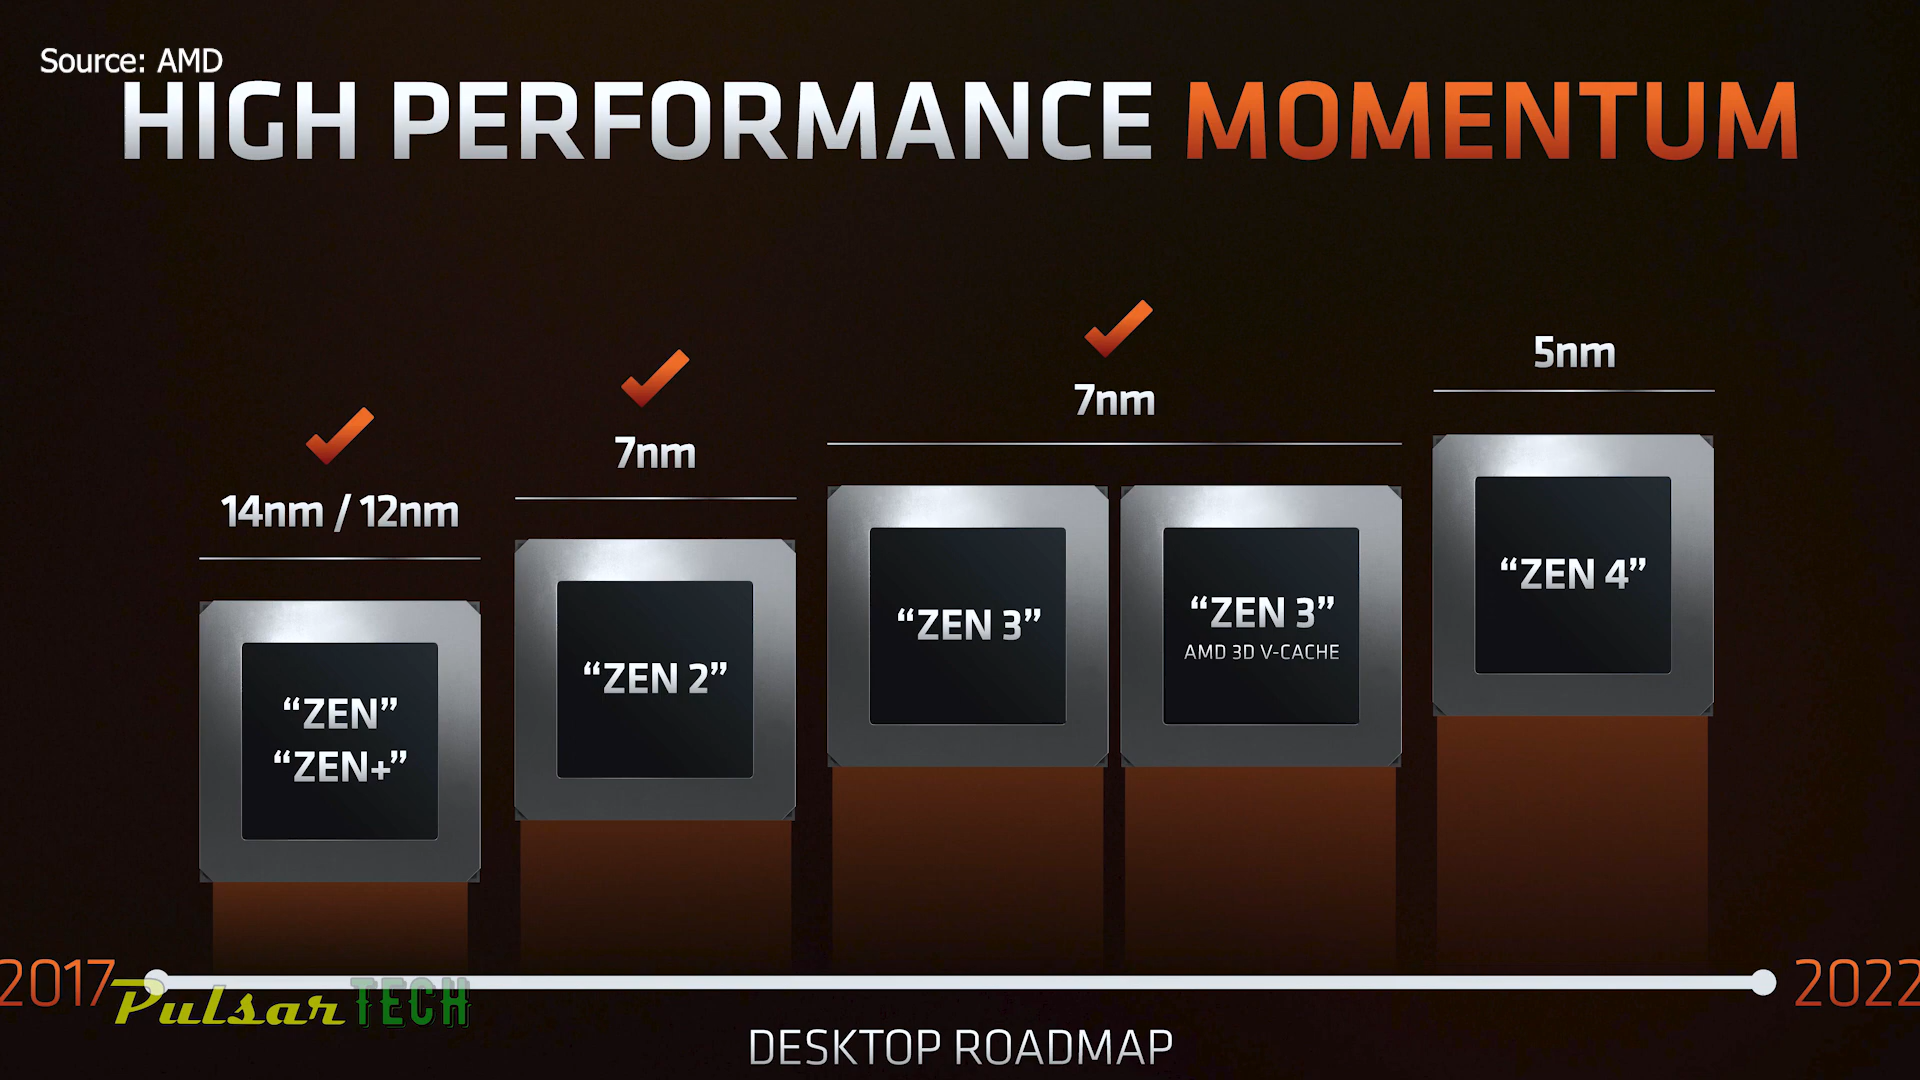 Source: AMD
HIGH PERFORMANCE MOMENTUM
14nm / 12nm
7nm
7nm
5nm
“ZEN”
“ZEN+”
“ZEN 2”
“ZEN 3”
“ZEN 3”
AMD 3D V-CACHE
“ZEN 4”
2017
2022
Pulsar TECH
DESKTOP ROADMAP